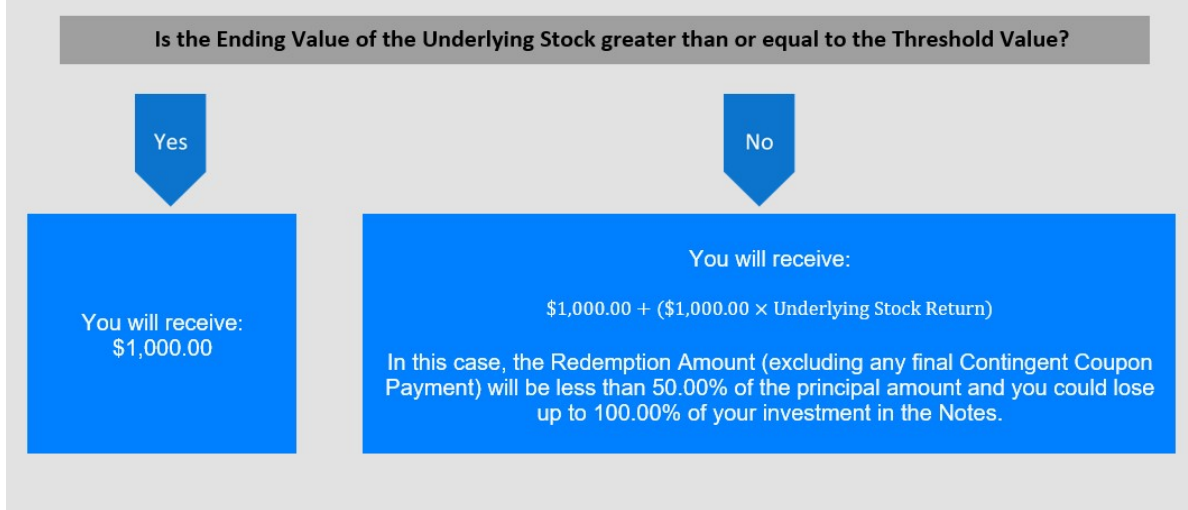 Is the Ending Value of the Underlying Stock greater than or equal to the Threshold Value?
Yes
No
You will receive:
$1,000.00
You will receive:
$1,000.00 + ($1,000.00 × Underlying Stock Return)
In this case, the Redemption Amount (excluding any final Contingent Coupon
Payment) will be less than 50.00% of the principal amount and you could lose
up to 100.00% of your investment in the Notes.